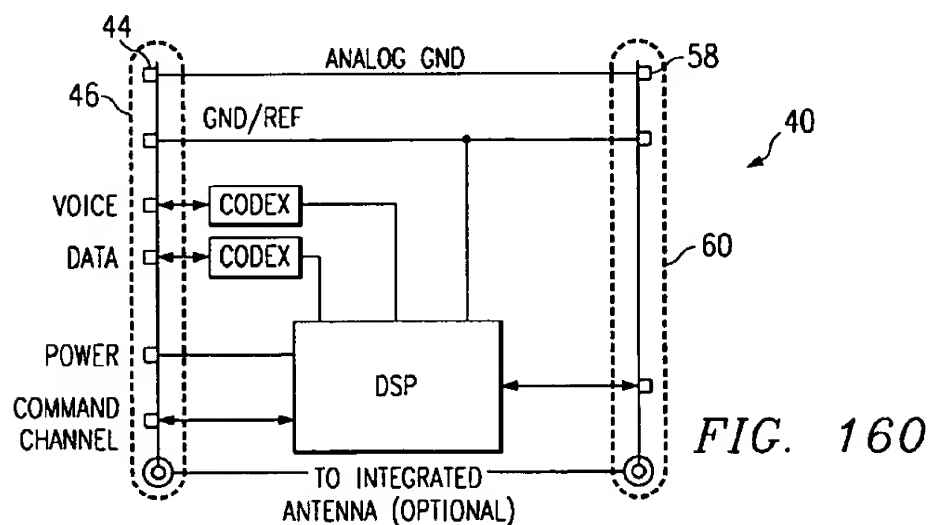 44
ANALOG GND
58
46
GND/REF
40
VOICE
CODEX
DATA
CODEX
60
POWER
DSP
COMMAND
CHANNEL
FIG. 160
TO INTEGRATED
ANTENNA (OPTIONAL)